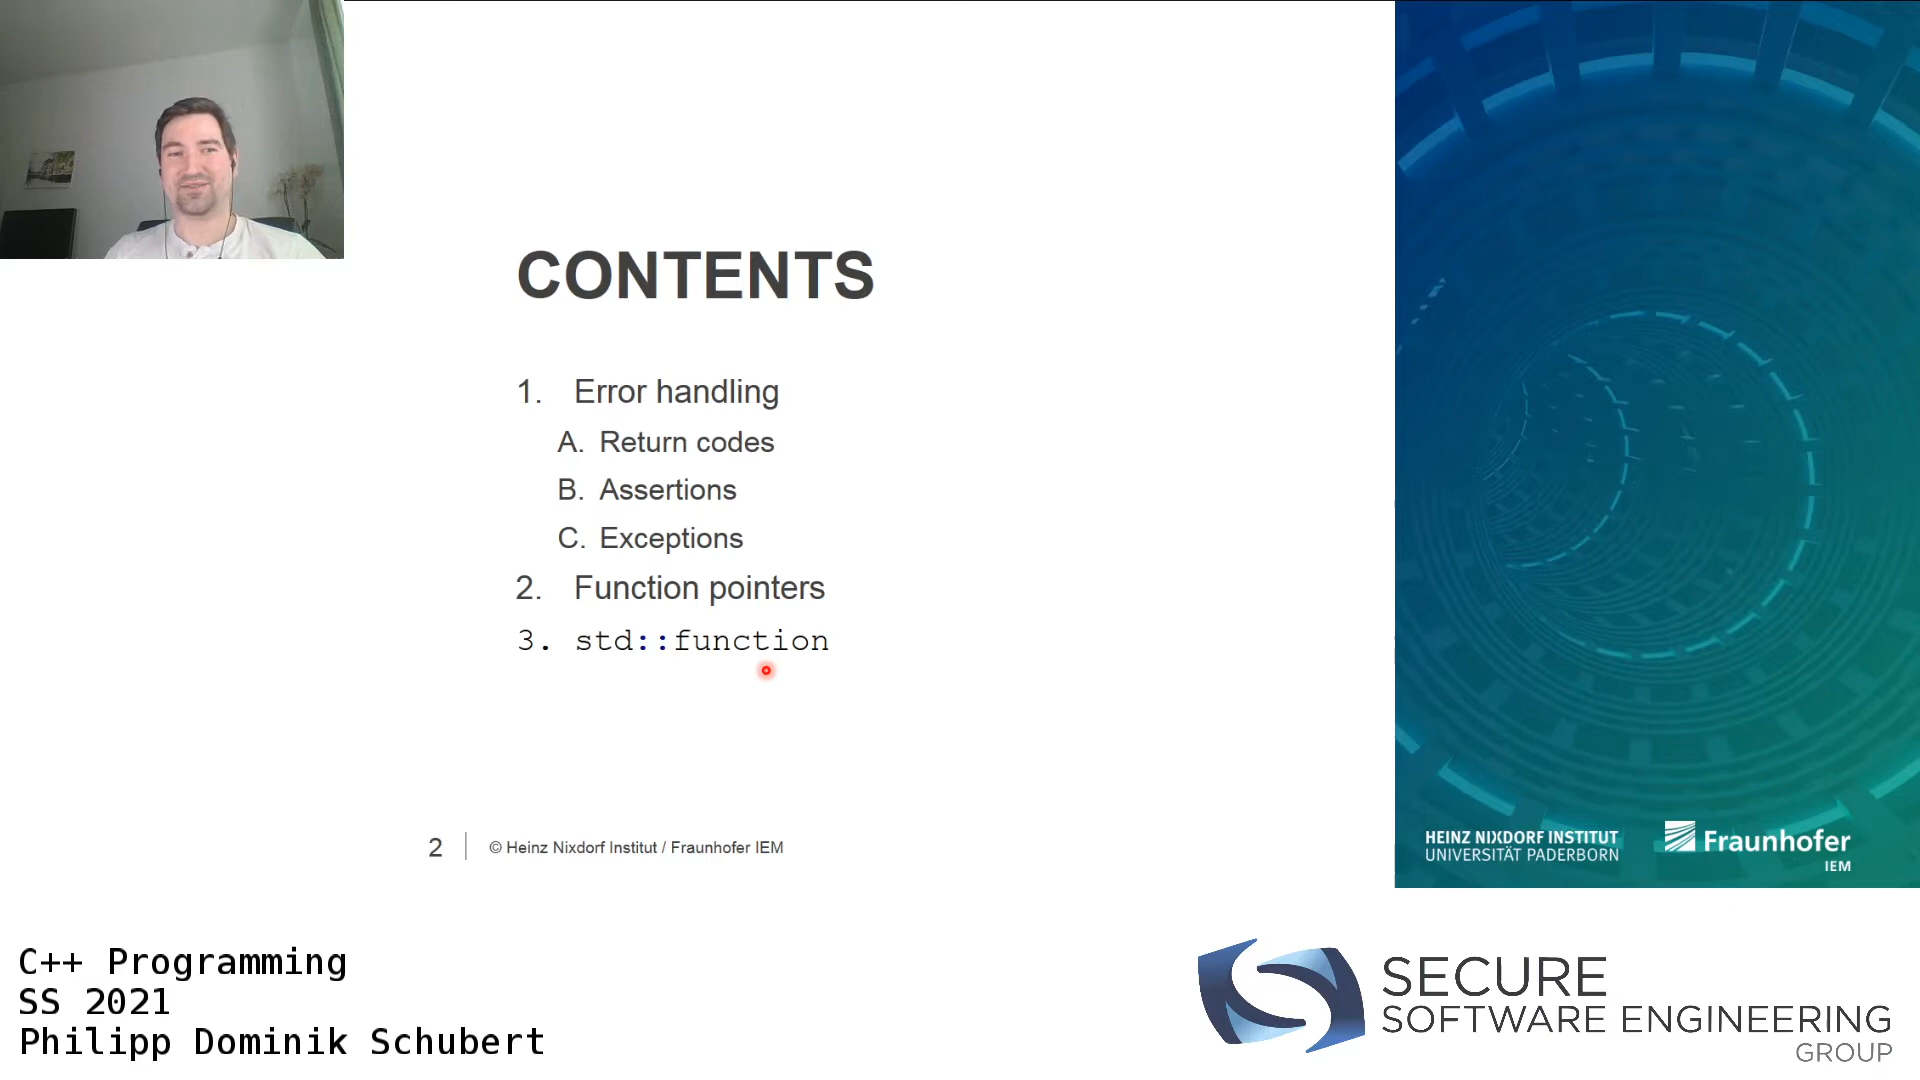 CONTENTS
1. Error handling
A. Return codes
B. Assertions
C. Exceptions
2. Function pointers
3. std::function
2
© Heinz Nixdorf Institut / Fraunhofer IEM
HEINZ NIXDORF INSTITUT
UNIVERSITÄT PADERBORN
Fraunhofer
IEM
C++ Programming
SS 2021
Philipp Dominik Schubert
SECURE
SOFTWARE ENGINEERING
GROUP